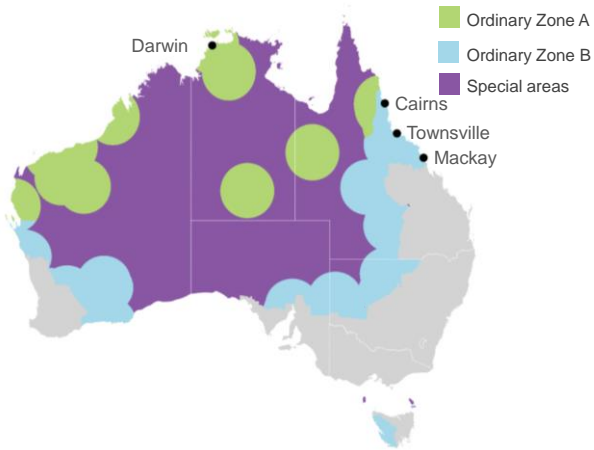 Ordinary Zone A
Darwin
Ordinary Zone B
Special areas
Cairns
Townsville
Mackay